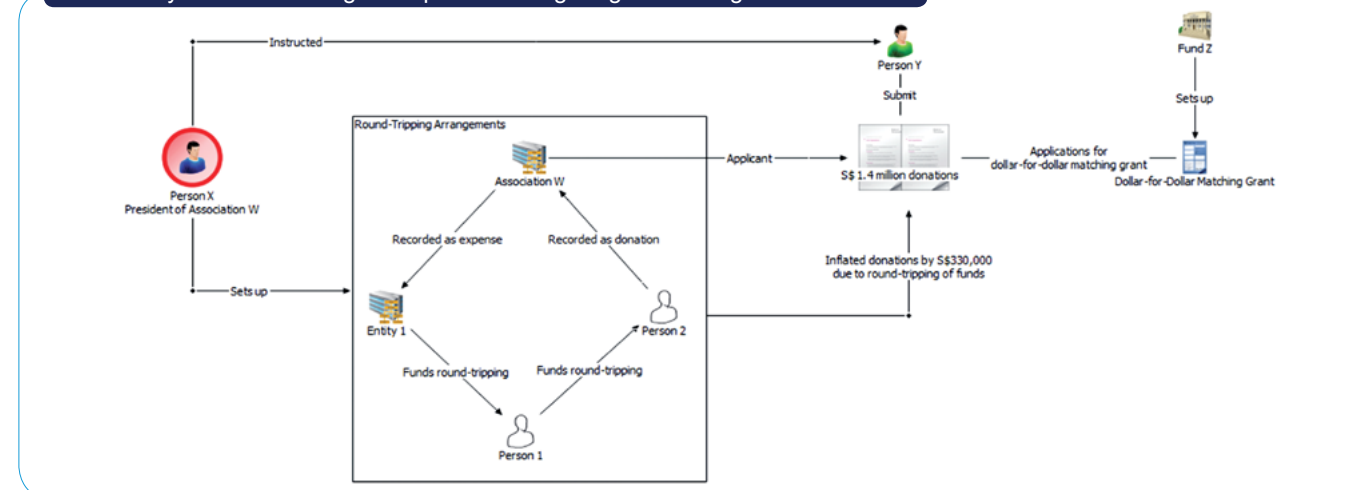 Instructed
Person Y
Submit
Fund Z
Sets up
Person X
President of Association W
Sets up
Round-Tripping Arrangements
Association W
Applicant
S$ 1.4 million donations
Applications for
dollar-for-dollar matching grant
Dollar-for-Dollar Matching Grant
Recorded as expense
Recorded as donation
Inflated donations by S$330,000
due to round-tripping of funds
Entity 1
Person 2
Funds round-tripping
Funds round-tripping
Person 1